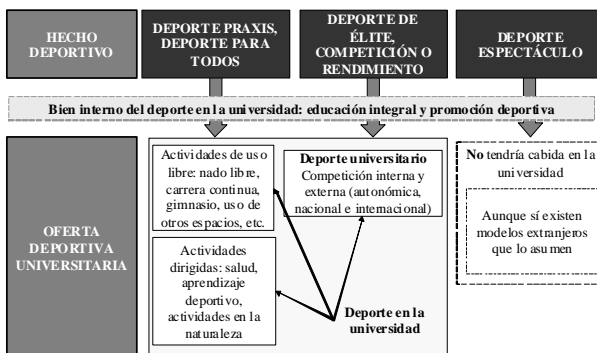 HECHO
DEPORTIVO
DEPORTE PRAXIS,
DEPORTE PARA
TODOS
DEPORTE DE
ÉLITE,
COMPETICIÓN O
RENDIMIENTO
DEPORTE
ESPECTÁCULO
Bien interno del deporte en la universidad: educación integral y promoción deportiva
OFERTA
DEPORTIVA
UNIVERSITARIA
Actividades de uso
libre: nado libre,
carrera continua,
gimnasio, uso de
otros espacios, etc.
Actividades
dirigidas: salud,
aprendizaje
deportivo,
actividades en la
naturaleza
Deporte universitario
Competición interna y
externa (autonómica,
nacional e internacional)
Deporte en la
universidad
No tendría cabida en la
universidad
Aunque sí existen
modelos extranjeros
que lo asumen